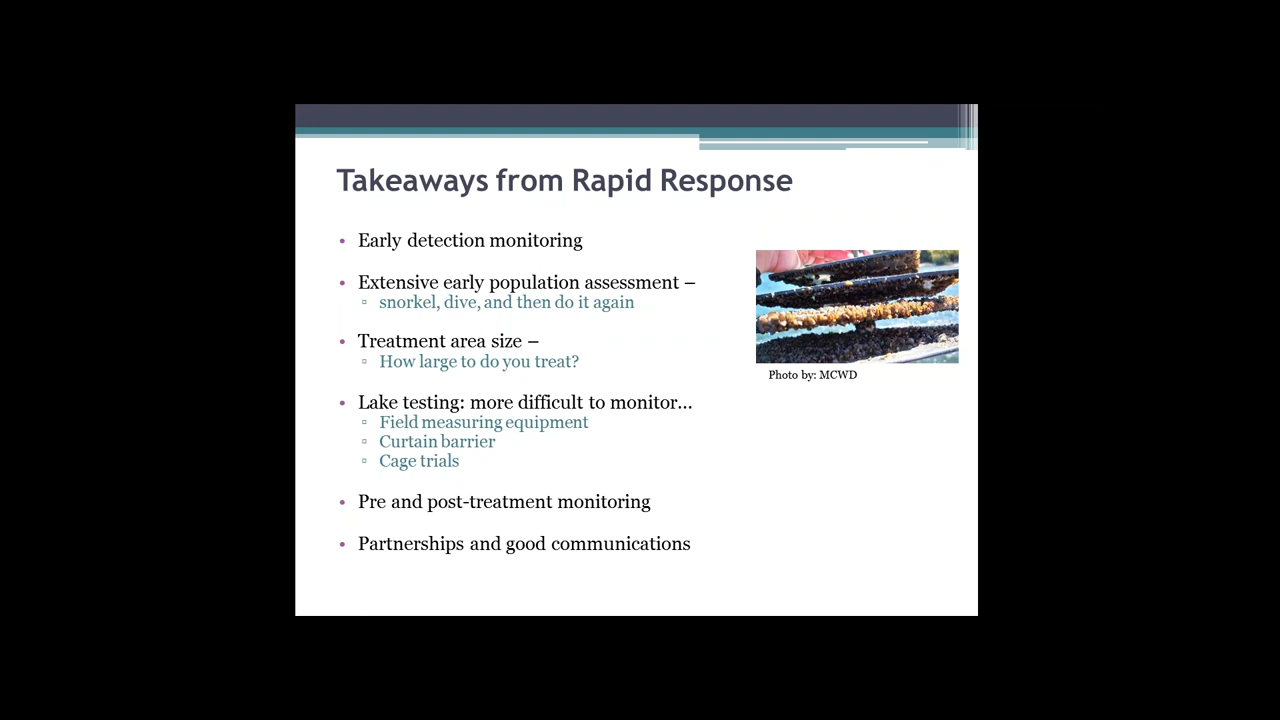 Takeaways from Rapid Response
• Early detection monitoring
• Extensive early population assessment –
▫ snorkel, dive, and then do it again
• Treatment area size –
▫ How large to do you treat?
• Lake testing: more difficult to monitor...
▫ Field measuring equipment
▫ Curtain barrier
▫ Cage trials
• Pre and post-treatment monitoring
• Partnerships and good communications
Photo by: MCWD